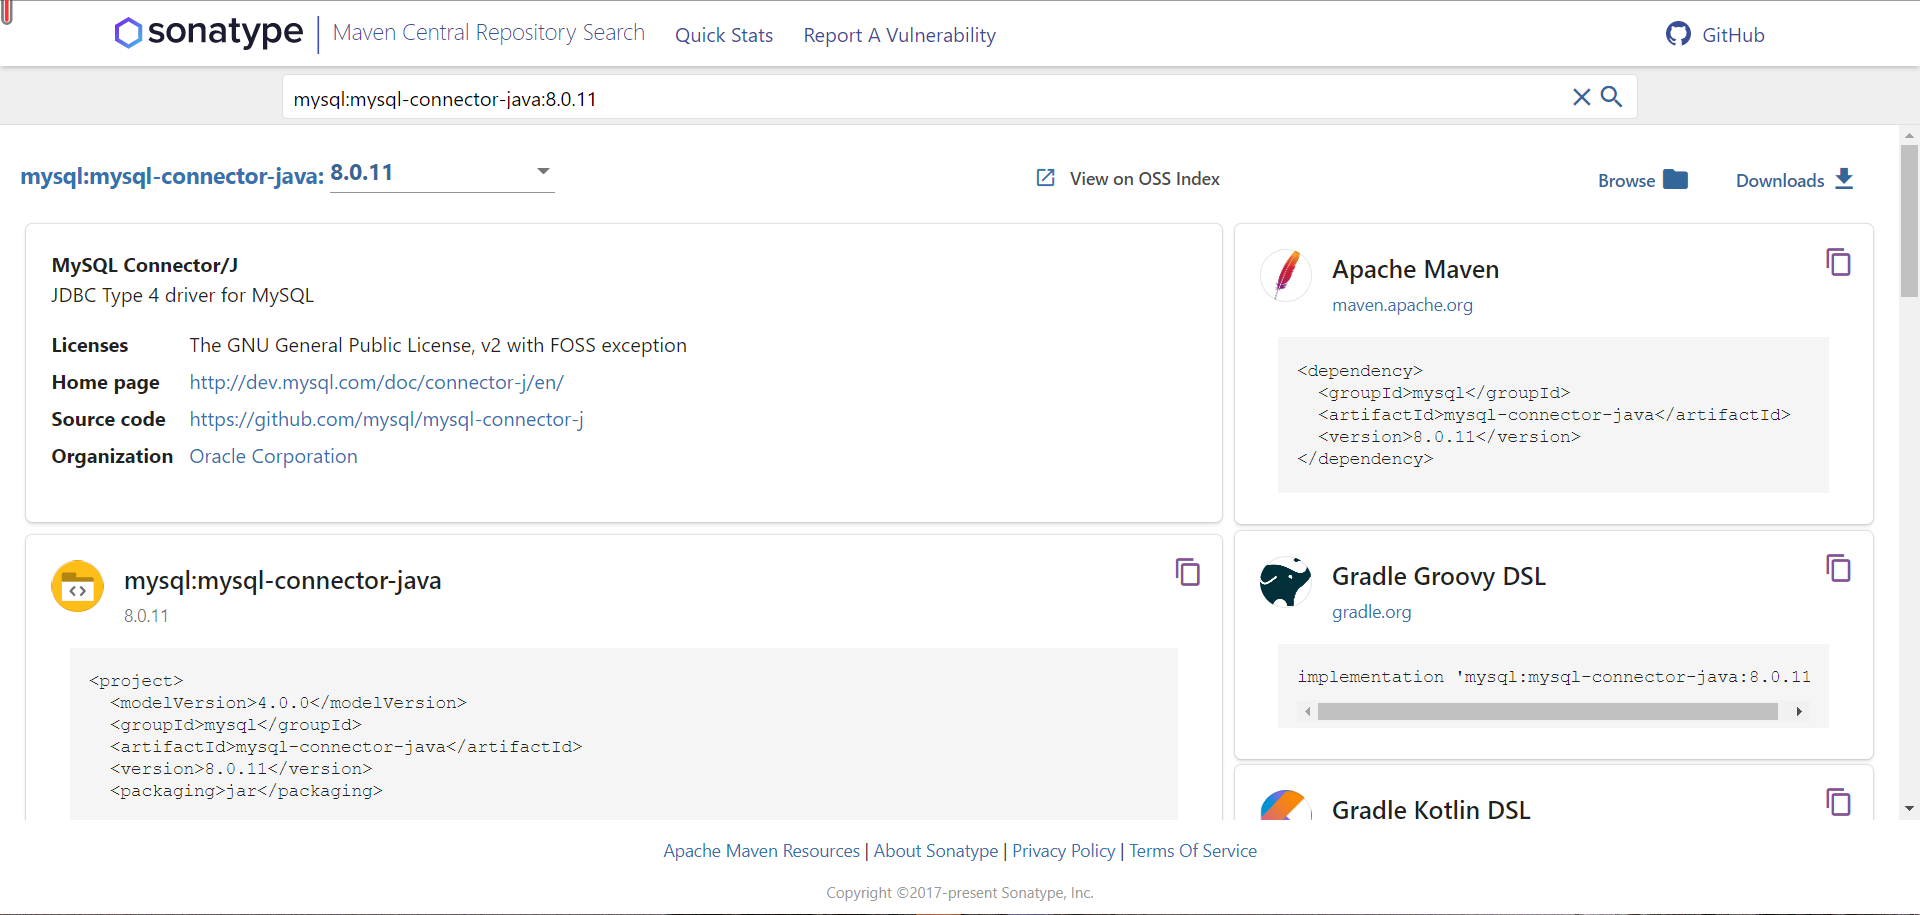 sonatype | Maven Central Repository Search Quick Stats Report A Vulnerability GitHub
mysql:mysql-connector-java:8.0.11
mysql:mysql-connector-java: 8.0.11 View on OSS Index Browse Downloads
MySQL Connector/J
JDBC Type 4 driver for MySQL
Licenses The GNU General Public License, v2 with FOSS exception
Home page http://dev.mysql.com/doc/connector-j/en/
Source code https://github.com/mysql/mysql-connector-j
Organization Oracle Corporation
mysql:mysql-connector-java
8.0.11
<project>
  <modelVersion>4.0.0</modelVersion>
  <groupId>mysql</groupId>
  <artifactId>mysql-connector-java</artifactId>
  <version>8.0.11</version>
  <packaging>jar</packaging>
Apache Maven
maven.apache.org
<dependency>
  <groupId>mysql</groupId>
  <artifactId>mysql-connector-java</artifactId>
  <version>8.0.11</version>
</dependency>
Gradle Groovy DSL
gradle.org
implementation 'mysql:mysql-connector-java:8.0.11
Gradle Kotlin DSL
Apache Maven Resources | About Sonatype | Privacy Policy | Terms Of Service
Copyright ©2017-present Sonatype, Inc.